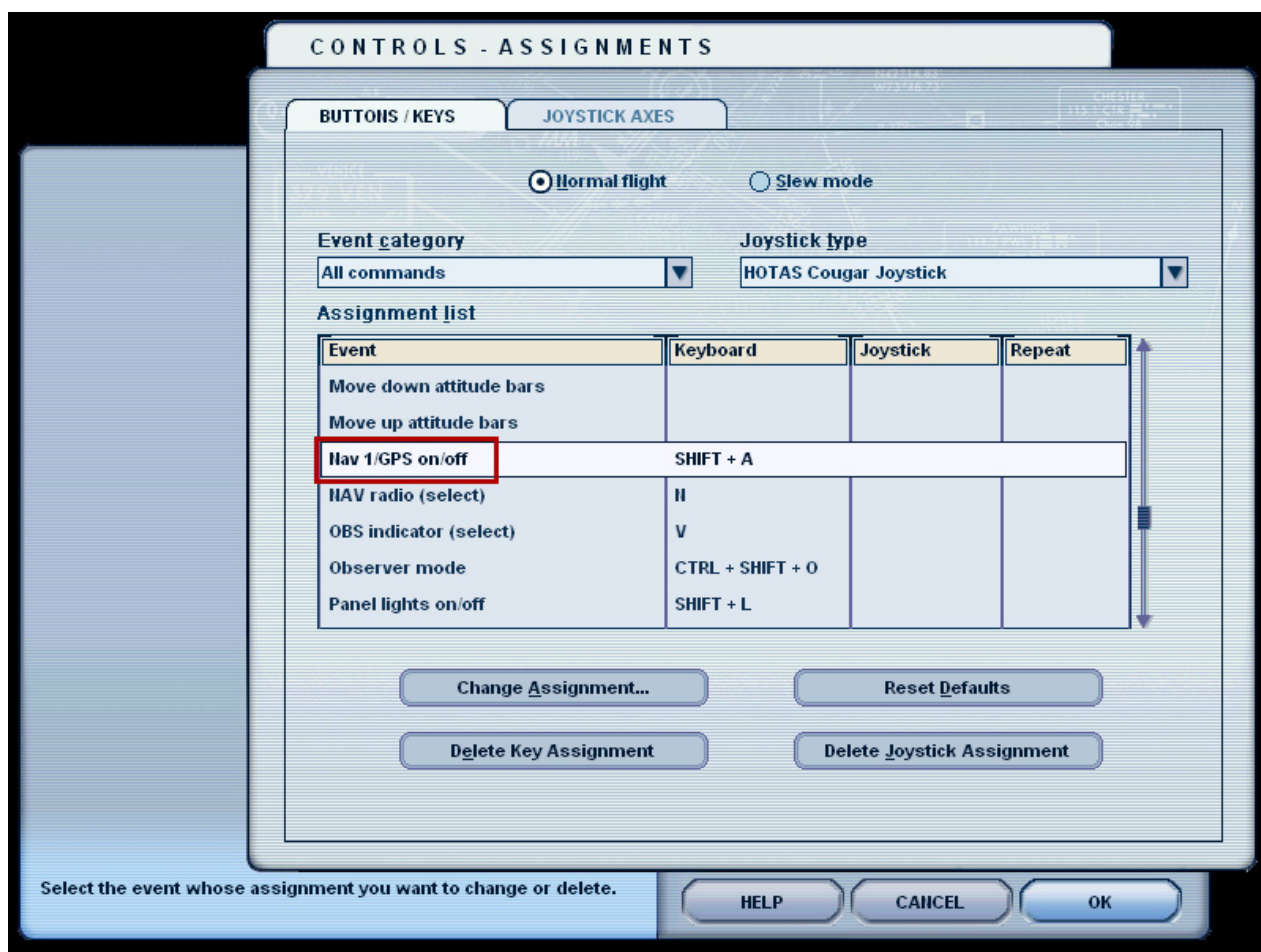 CONTROLS - ASSIGNMENTS
BUTTONS / KEYS
JOYSTICK AXES
Normal flight
Slew mode
Event category
Joystick type
All commands
HOTAS Cougar Joystick
Assignment list
Event Keyboard Joystick Repeat
Move down attitude bars
Move up attitude bars
Nav 1/GPS on/off SHIFT + A
NAV radio (select) N
OBS indicator (select) V
Observer mode CTRL + SHIFT + O
Panel lights on/off SHIFT + L
Change Assignment...
Reset Defaults
Delete Key Assignment
Delete Joystick Assignment
Select the event whose assignment you want to change or delete.
HELP
CANCEL
OK